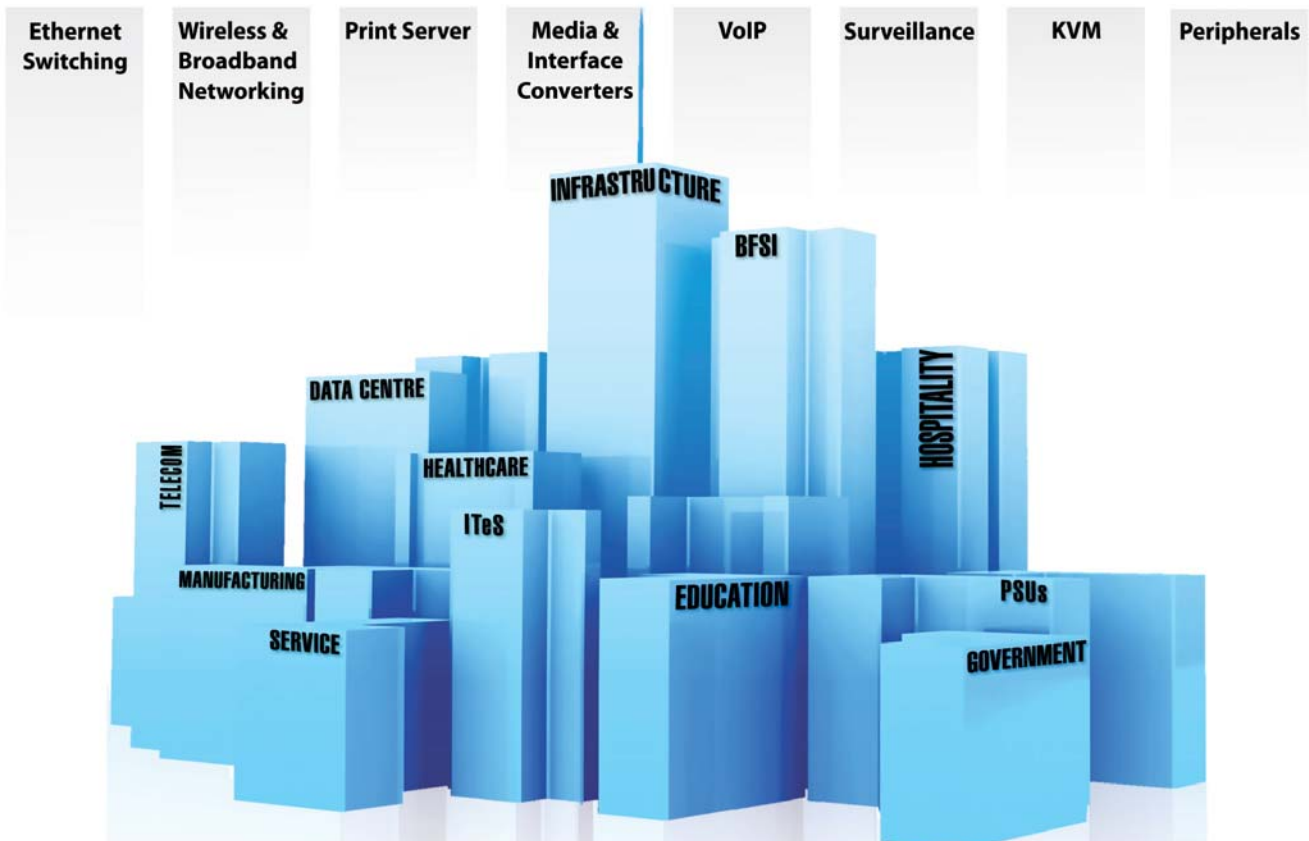 Ethernet
Switching
Wireless &
Broadband
Networking
Print Server
Media &
Interface
Converters
VoIP
Surveillance
KVM
Peripherals
INFRASTRUCTURE
BFSI
HOSPITALITY
DATA CENTRE
TELECOM
HEALTHCARE
ITeS
MANUFACTURING
EDUCATION
PSUs
SERVICE
GOVERNMENT